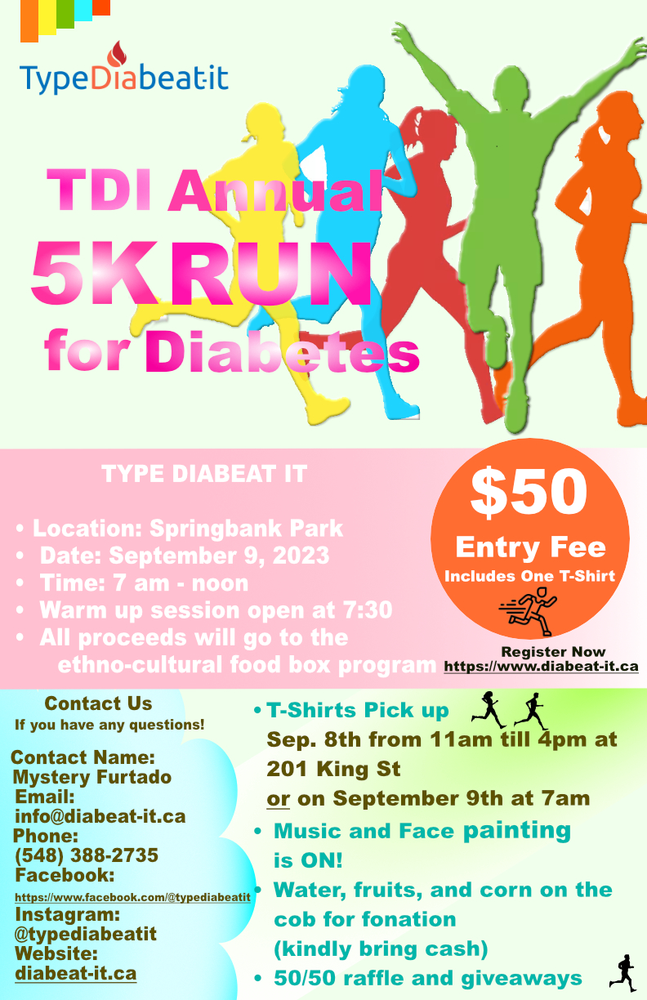 TypeDiabeat-it
TDI Annual
5K RUN
for Diabetes
TYPE DIABEAT IT
• Location: Springbank Park
• Date: September 9, 2023
• Time: 7 am - noon
• Warm up session open at 7:30
• All proceeds will go to the
ethno-cultural food box program
$50
Entry Fee
Includes One T-Shirt
Register Now
https://www.diabeat-it.ca
Contact Us
If you have any questions!
Contact Name:
Mystery Furtado
Email:
info@diabeat-it.ca
Phone:
(548) 388-2735
Facebook:
https://www.facebook.com/@typediabeatit
Instagram:
@typediabeatit
Website:
diabeat-it.ca
• T-Shirts Pick up
Sep. 8th from 11am till 4pm at
201 King St
or on September 9th at 7am
• Music and Face painting
is ON!
• Water, fruits, and corn on the
cob for fonation
(kindly bring cash)
• 50/50 raffle and giveaways